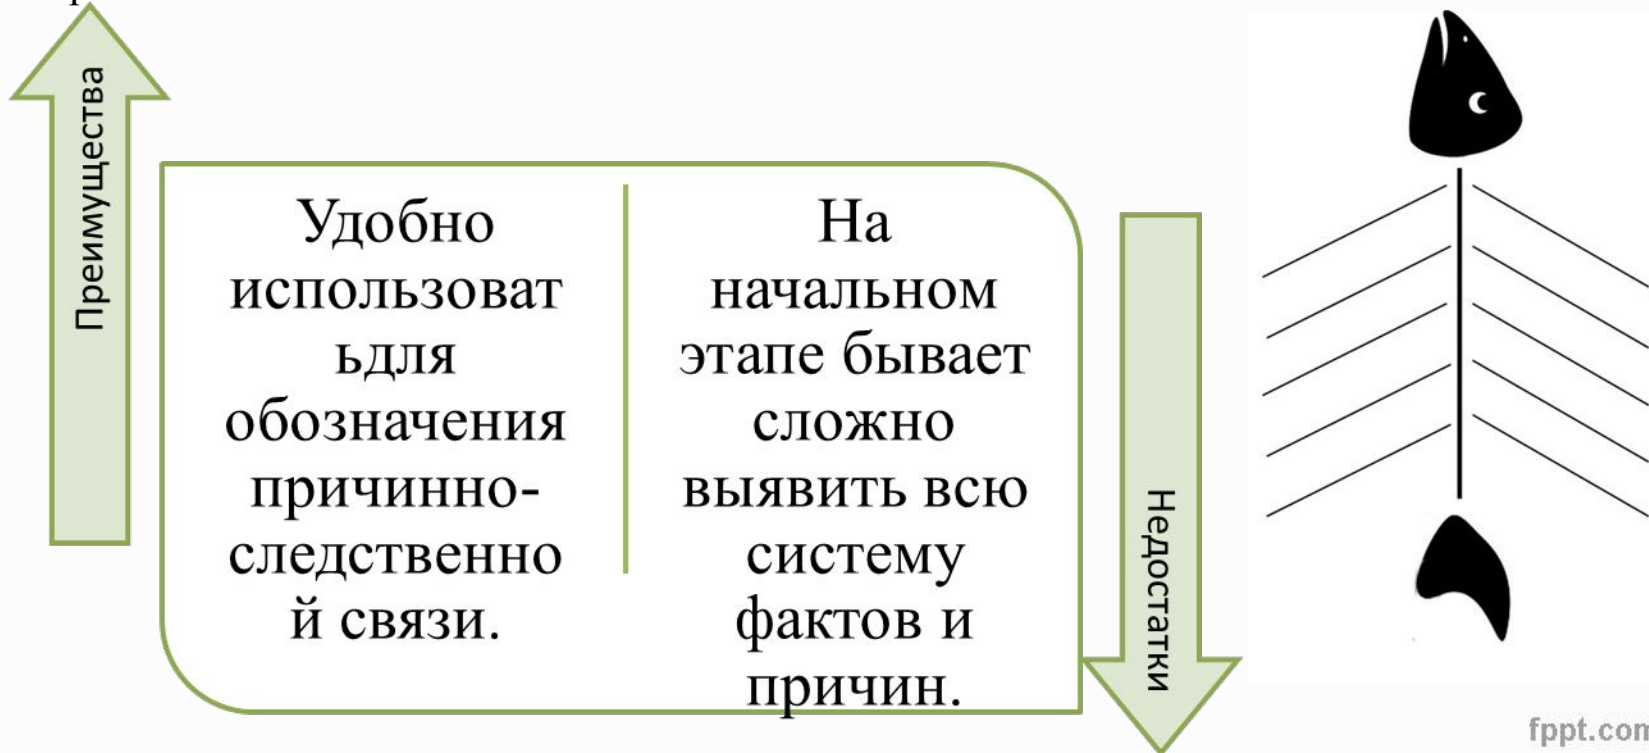 Преимущества
Удобно
использоват
ьдля
обозначения
причинно-
следственно
й связи.
На
начальном
этапе бывает
сложно
выявить всю
систему
фактов и
причин.
Недостатки
fppt.com